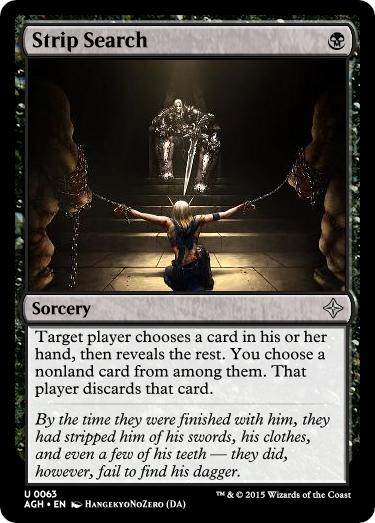 Strip Search
Sorcery
Target player chooses a card in his or her
hand, then reveals the rest. You choose a
nonland card from among them. That
player discards that card.
By the time they were finished with him, they
had stripped him of his swords, his clothes,
and even a few of his teeth — they did,
however, fail to find his dagger.
U 0063
AGH • EN HangekyoNoZero (DA)
™ & © 2015 Wizards of the Coast